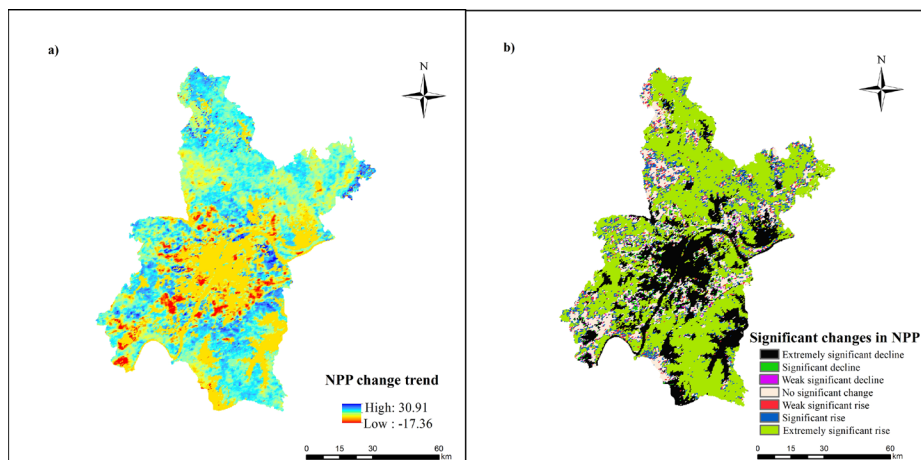 a)
N
NPP change trend
High: 30.91
Low : -17.36
0 15 30 60
km
b)
N
Significant changes in NPP
Extremely significant decline
Significant decline
Weak significant decline
No significant change
Weak significant rise
Significant rise
Extremely significant rise
0 15 30 60
km